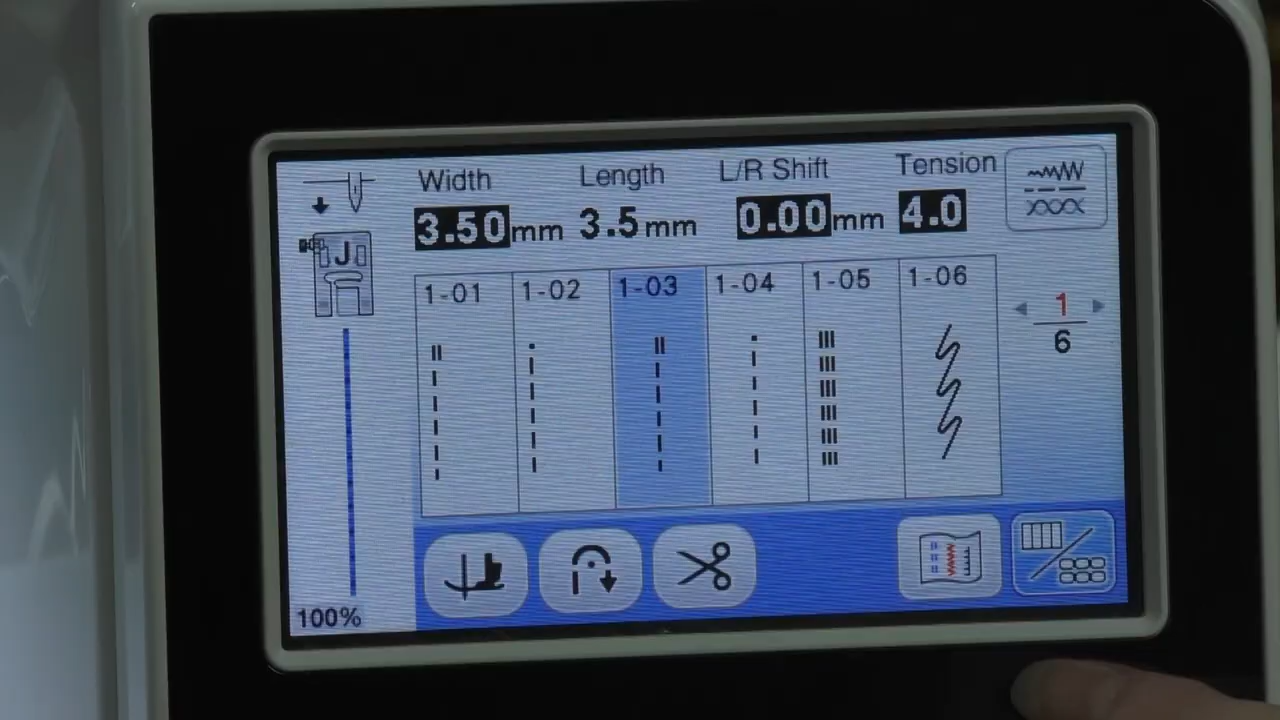 Width Length L/R Shift Tension
3.50mm 3.5mm 0.00mm 4.0
J
1-01 1-02 1-03 1-04 1-05 1-06
1
6
100%